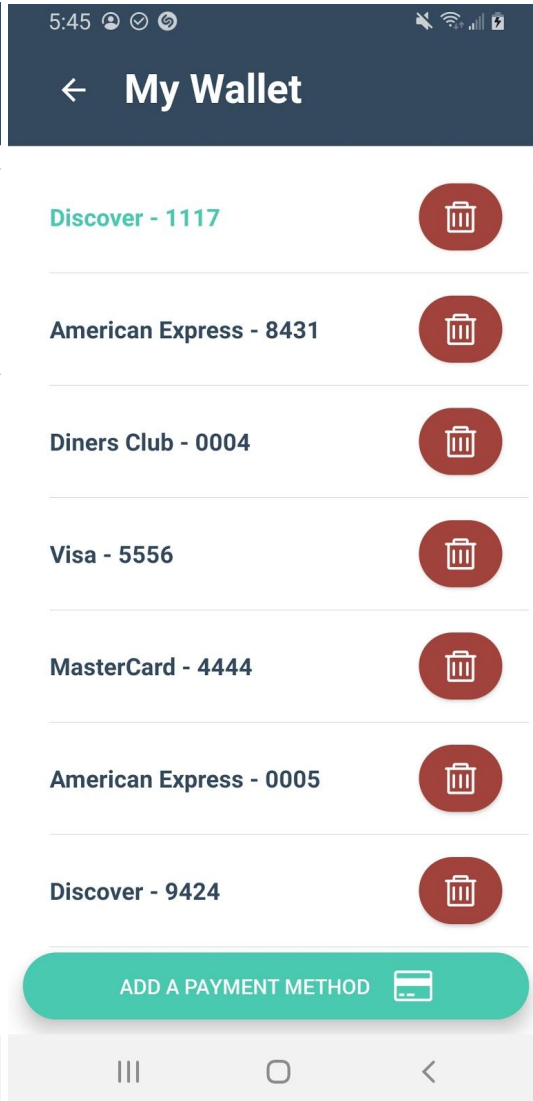 5:45
My Wallet
Discover - 1117
American Express - 8431
Diners Club - 0004
Visa - 5556
MasterCard - 4444
American Express - 0005
Discover - 9424
ADD A PAYMENT METHOD